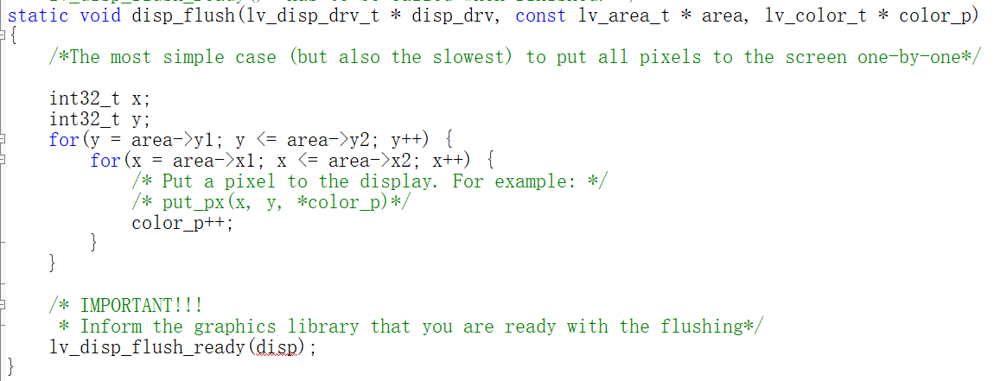 static void disp_flush(lv_disp_drv_t * disp_drv, const lv_area_t * area, lv_color_t * color_p)
{
    /*The most simple case (but also the slowest) to put all pixels to the screen one-by-one*/
    int32_t x;
    int32_t y;
    for(y = area->y1; y <= area->y2; y++) {
        for(x = area->x1; x <= area->x2; x++) {
            /* Put a pixel to the display. For example: */
            /* put_px(x, y, *color_p)*/
            color_p++;
        }
    }
    /* IMPORTANT!!!
     * Inform the graphics library that you are ready with the flushing*/
    lv_disp_flush_ready(disp);
}